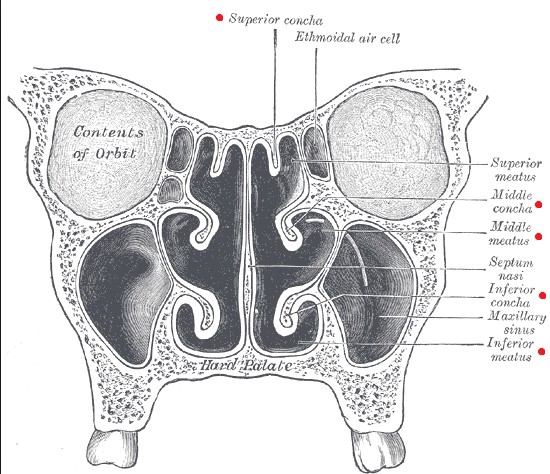 Superior concha
Ethmoidal air cell
Contents
of Orbit
Superior
meatus
Middle
concha
Middle
meatus
Septum
nasi
Inferior
concha
Maxillary
sinus
Inferior
meatus
Hard Palate